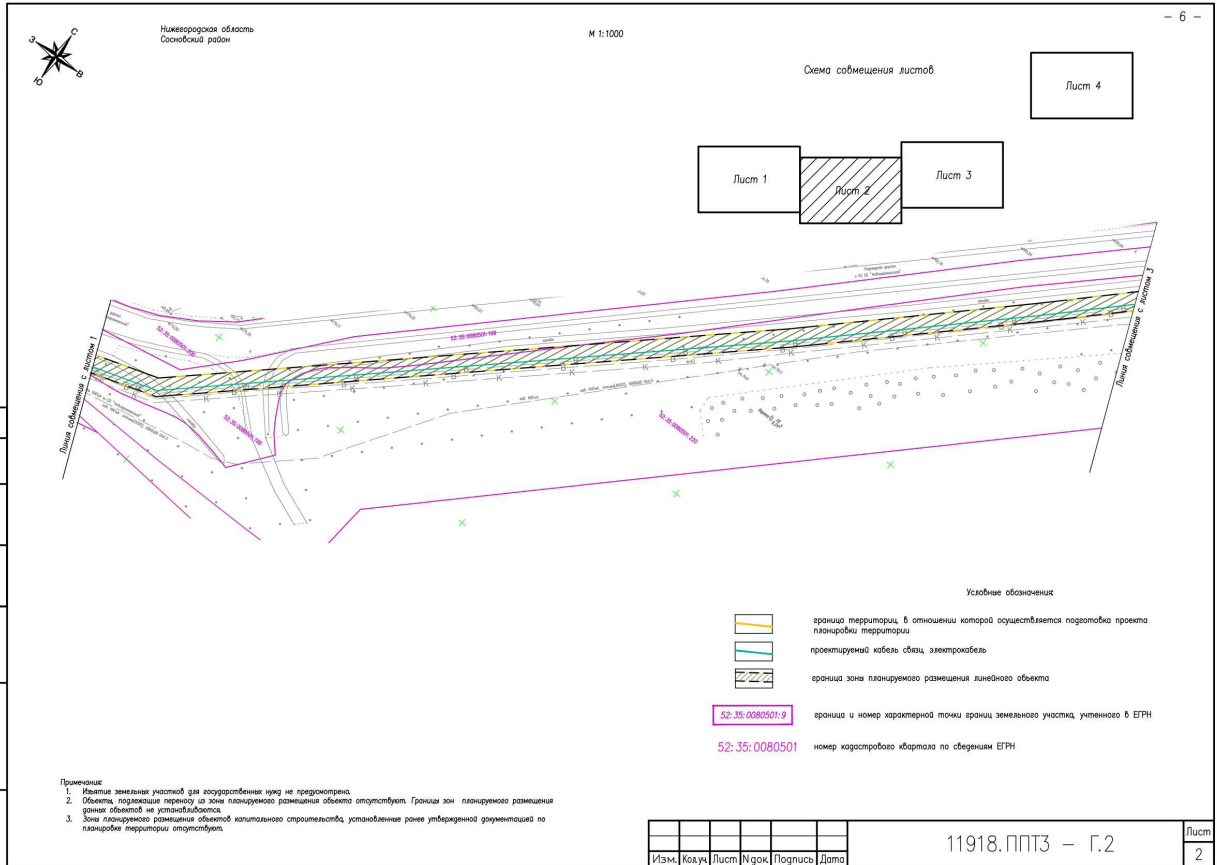 – 6 –
Нижегородская область
Сосновский район
М 1:1000
С
З
В
Ю
Схема совмещения листов
Лист 4
Лист 1
Лист 2
Лист 3
Линия совмещения с листом 1
Линия совмещения с листом 3
52:35:0080501:199
52:35:0080501:199
52:35:0080501:200
Условные обозначения:
граница территории, в отношении которой осуществляется подготовка проекта
планировки территории
проектируемый кабель связи, электрокабель
граница зоны планируемого размещения линейного объекта
52:35:0080501:9
граница и номер характерной точки границ земельного участка, учтенного в ЕГРН
52:35:0080501
номер кадастрового квартала по сведениям ЕГРН
Примечания:
1. Изъятие земельных участков для государственных нужд не предусмотрено.
2. Объекты, подлежащие переносу из зоны планируемого размещения объекта отсутствуют. Границы зон планируемого размещения
данных объектов не устанавливаются.
3. Зоны планируемого размещения объектов капитального строительства, установленные ранее утвержденной документацией по
планировке территории отсутствуют.
Изм. Кол.уч Лист N док. Подпись Дата
11918.ППТ3 – Г.2
Лист
2